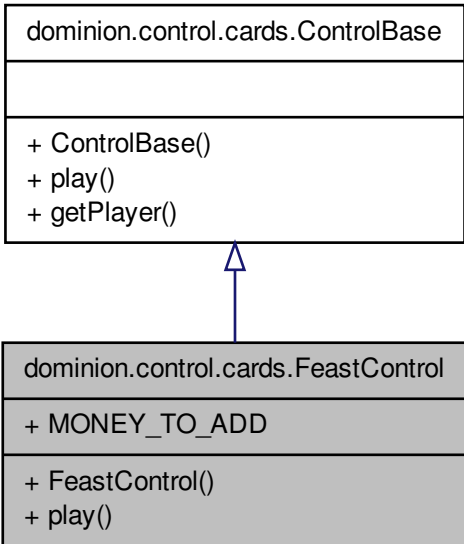 dominion.control.cards.ControlBase
+ ControlBase()
+ play()
+ getPlayer()
dominion.control.cards.FeastControl
+ MONEY_TO_ADD
+ FeastControl()
+ play()